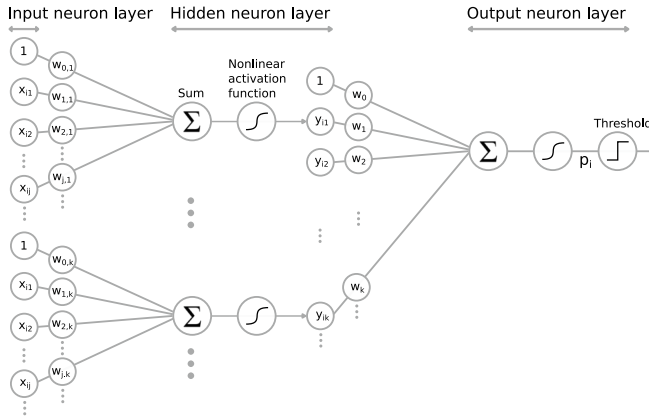 Input neuron layer
Hidden neuron layer
Output neuron layer
1
w0,1
xi1
w1,1
xi2
w2,1
xij
wj,1
Sum
Σ
Nonlinear
activation
function
1
w0
yi1
w1
yi2
w2
Σ
pi
Threshold
1
w0,k
xi1
w1,k
xi2
w2,k
xij
wj,k
Σ
yik
wk